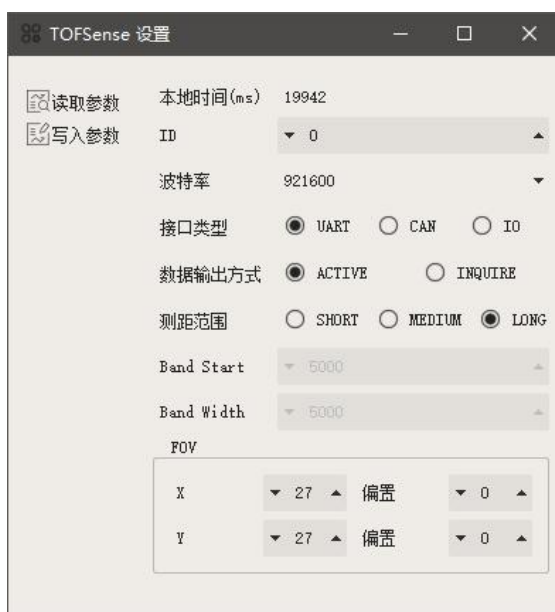 TOFSense 设置
读取参数
写入参数
本地时间(ms) 19942
ID 0
波特率 921600
接口类型 UART CAN IO
数据输出方式 ACTIVE INQUIRE
测距范围 SHORT MEDIUM LONG
Band Start 5000
Band Width 5000
FOV
X 27 偏置 0
Y 27 偏置 0